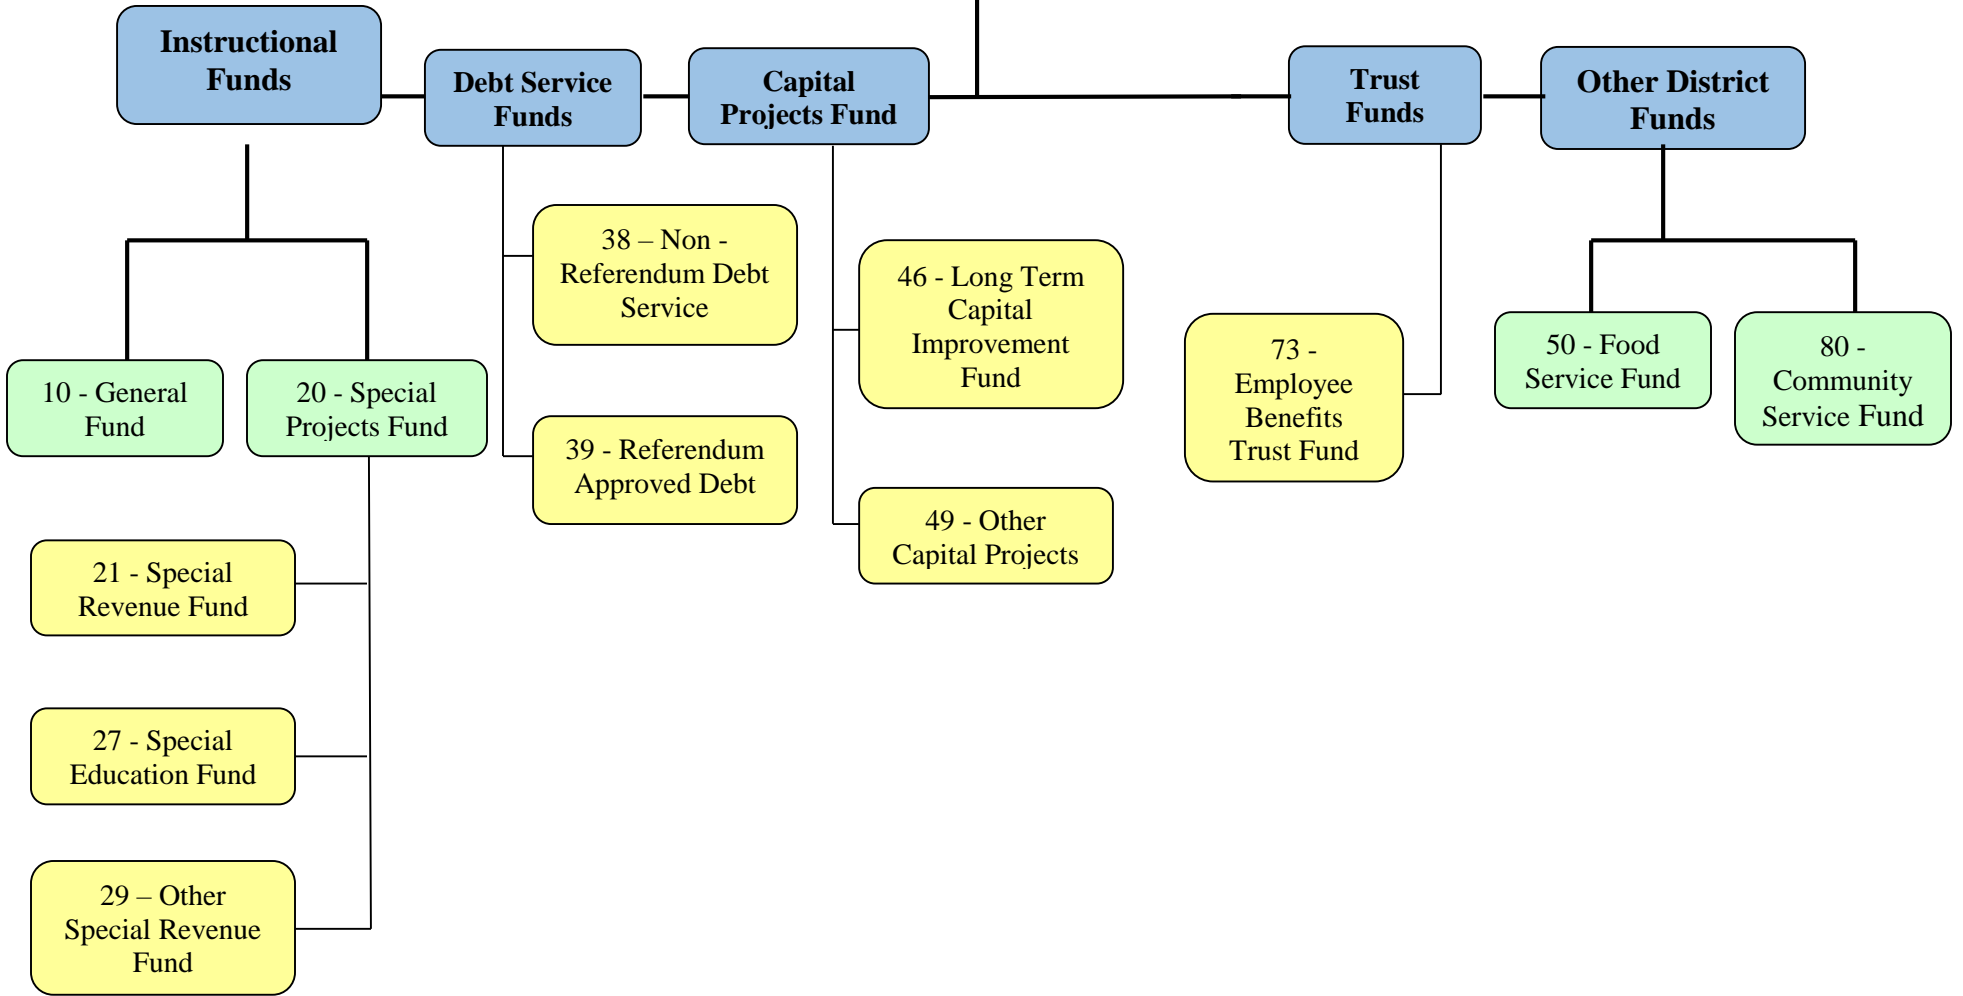 Instructional
Funds
Debt Service
Funds
Capital
Projects Fund
Trust
Funds
Other District
Funds
38 – Non -
Referendum Debt
Service
39 - Referendum
Approved Debt
46 - Long Term
Capital
Improvement
Fund
49 - Other
Capital Projects
73 -
Employee
Benefits
Trust Fund
50 - Food
Service Fund
80 -
Community
Service Fund
10 - General
Fund
20 - Special
Projects Fund
21 - Special
Revenue Fund
27 - Special
Education Fund
29 – Other
Special Revenue
Fund